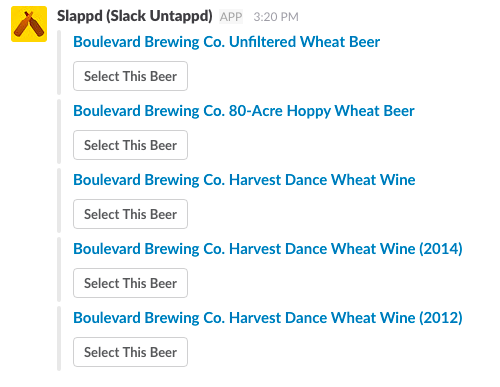 Slappd (Slack Untappd) APP 3:20 PM
Boulevard Brewing Co. Unfiltered Wheat Beer
Select This Beer
Boulevard Brewing Co. 80-Acre Hoppy Wheat Beer
Select This Beer
Boulevard Brewing Co. Harvest Dance Wheat Wine
Select This Beer
Boulevard Brewing Co. Harvest Dance Wheat Wine (2014)
Select This Beer
Boulevard Brewing Co. Harvest Dance Wheat Wine (2012)
Select This Beer